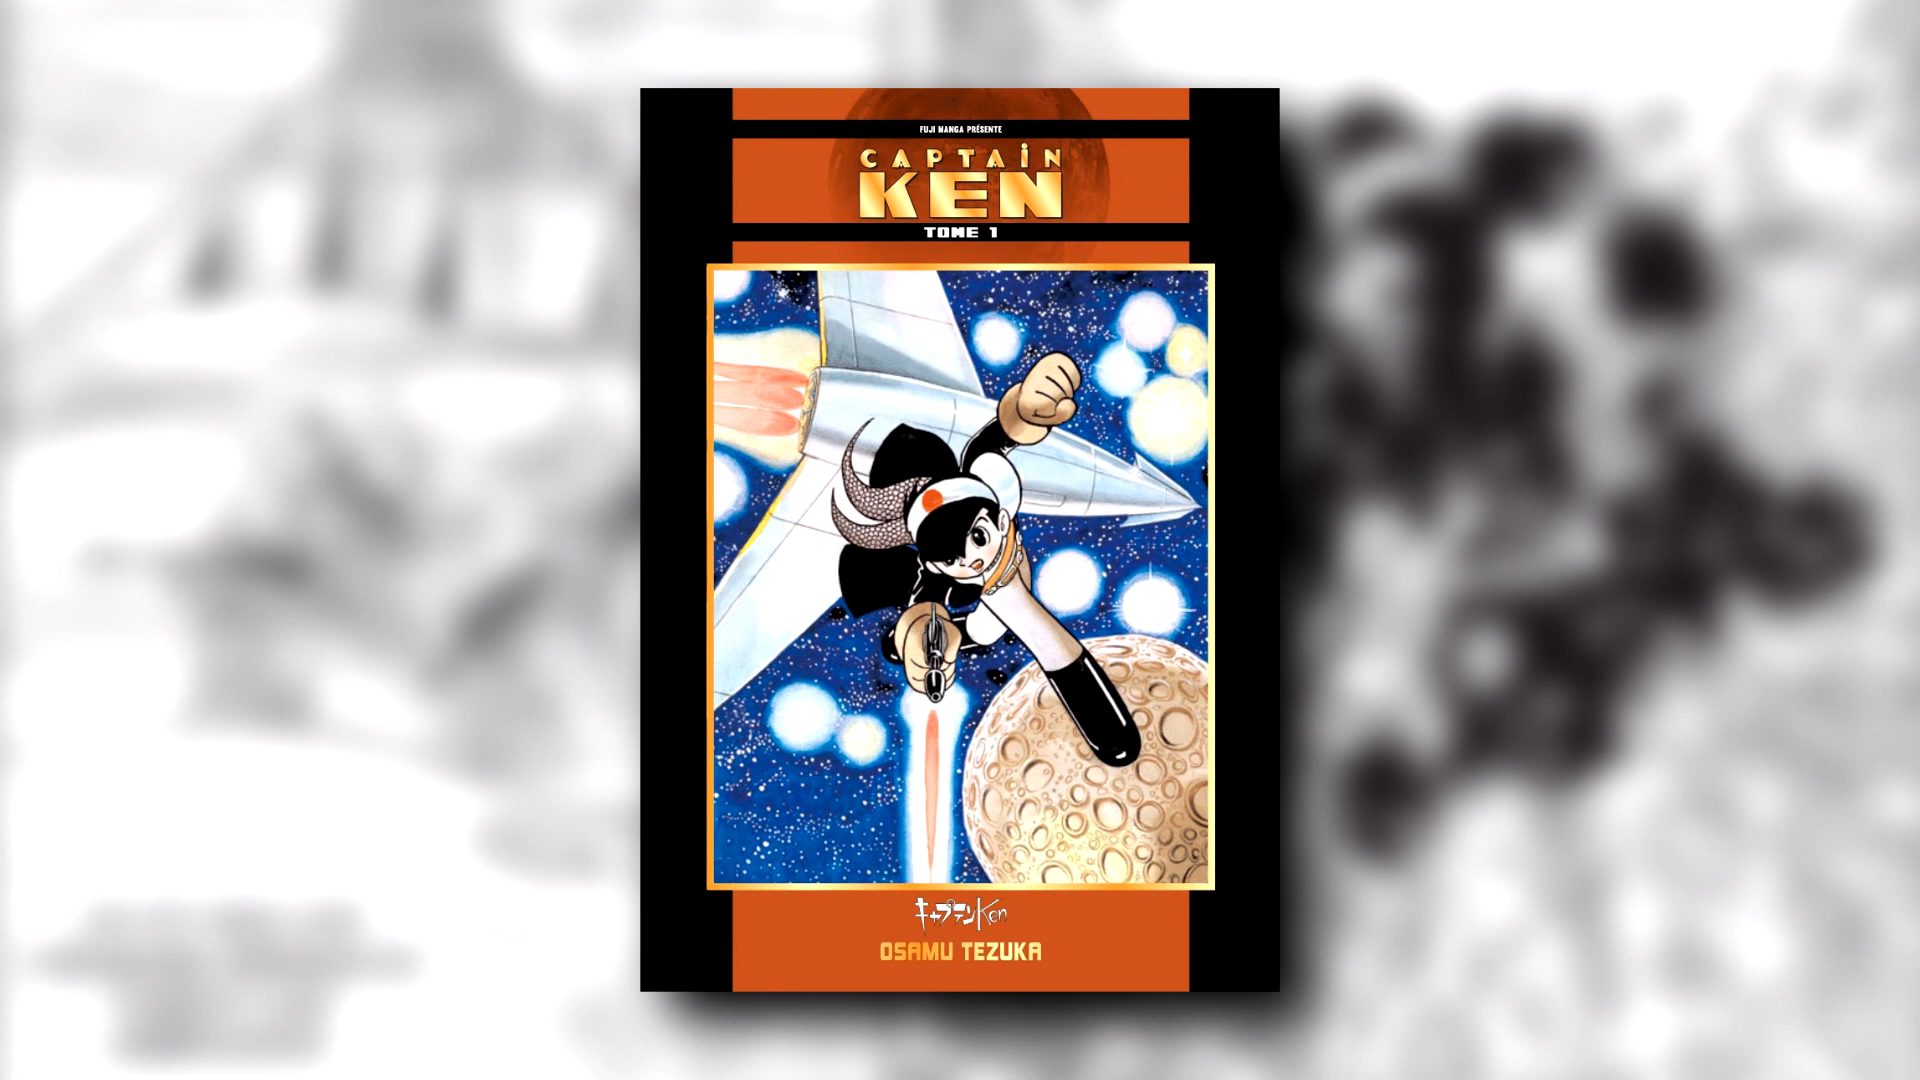 FUJI MANGA PRÉSENTE
CAPTAiN
KEN
TOME 1
キャプテンKen
OSAMU TEZUKA